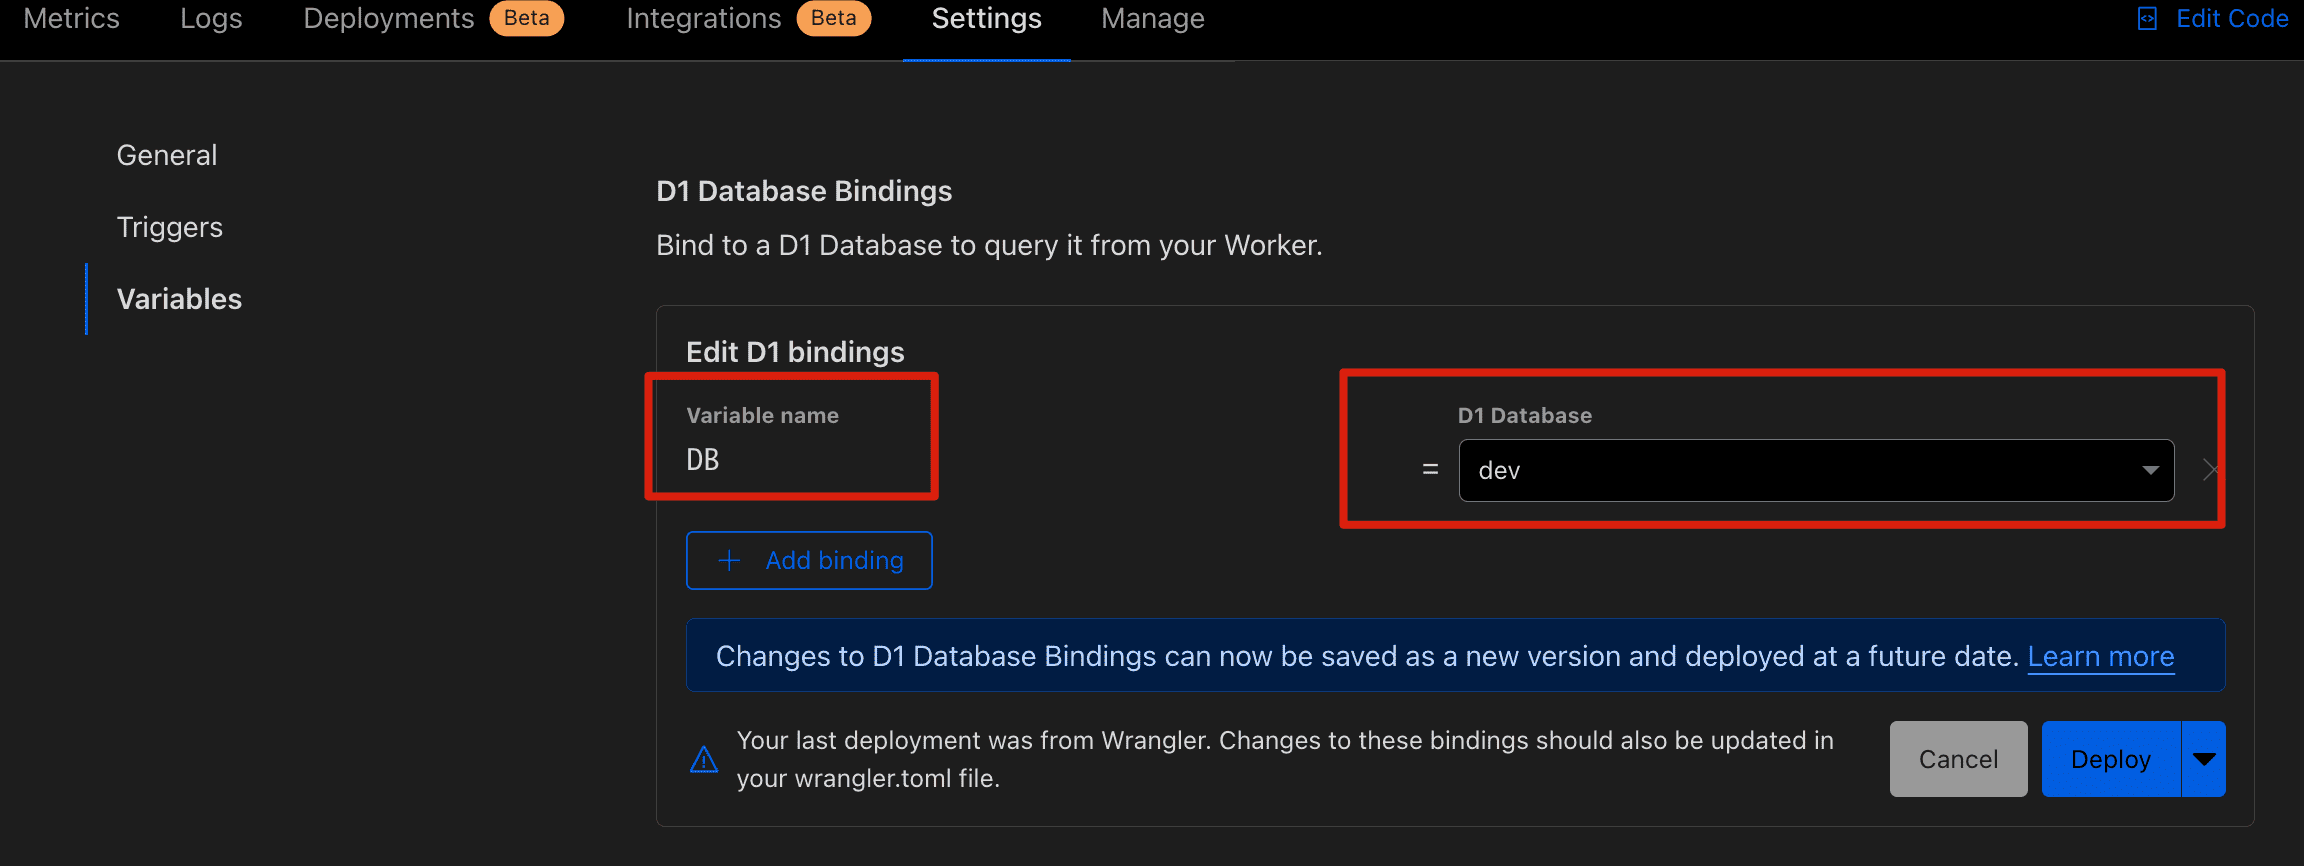 Metrics Logs Deployments Beta Integrations Beta Settings Manage Edit Code
General
Triggers
Variables
D1 Database Bindings
Bind to a D1 Database to query it from your Worker.
Edit D1 bindings
Variable name
DB
D1 Database
= dev
+ Add binding
Changes to D1 Database Bindings can now be saved as a new version and deployed at a future date. Learn more
Your last deployment was from Wrangler. Changes to these bindings should also be updated in
your wrangler.toml file.
Cancel
Deploy